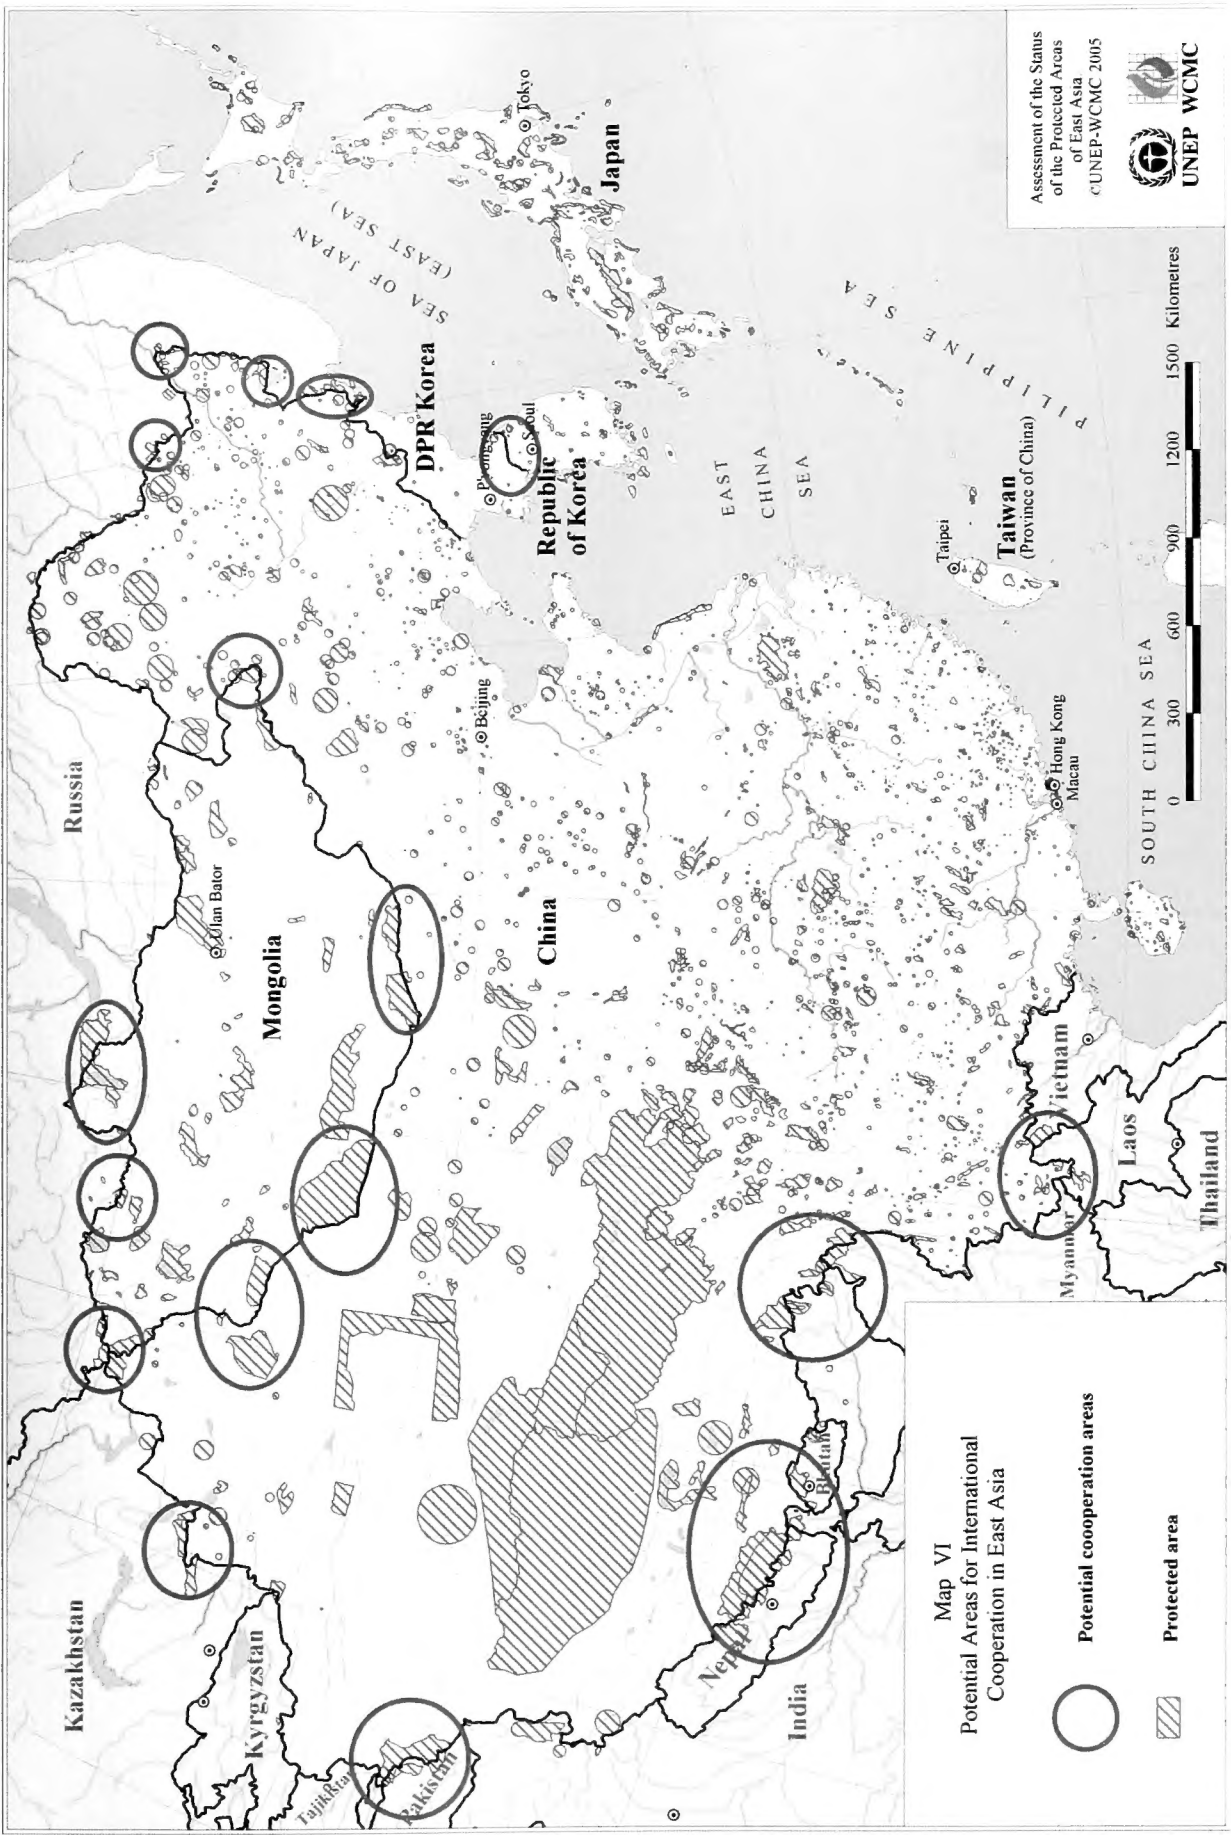 Assessment of the Status
of the Protected Areas
of East Asia
©UNEP-WCMC 2005
UNEP WCMC
Russia
Kazakhstan
Kyrgyzstan
Tajikistan
Pakistan
Mongolia
Ulan Bator
China
Beijing
DPR Korea
P'yongyang
Seoul
Republic
of Korea
SEA OF JAPAN
(EAST SEA)
Japan
Tokyo
EAST
CHINA
SEA
PILIPPINE SEA
Taipei
Taiwan
(Province of China)
Hong Kong
Macau
SOUTH CHINA SEA
Nepal
Bhutan
India
Myanmar
Vietnam
Laos
Thailand
0 300 600 900 1200 1500 Kilometres
Map VI
Potential Areas for International
Cooperation in East Asia
Potential coooperation areas
Protected area